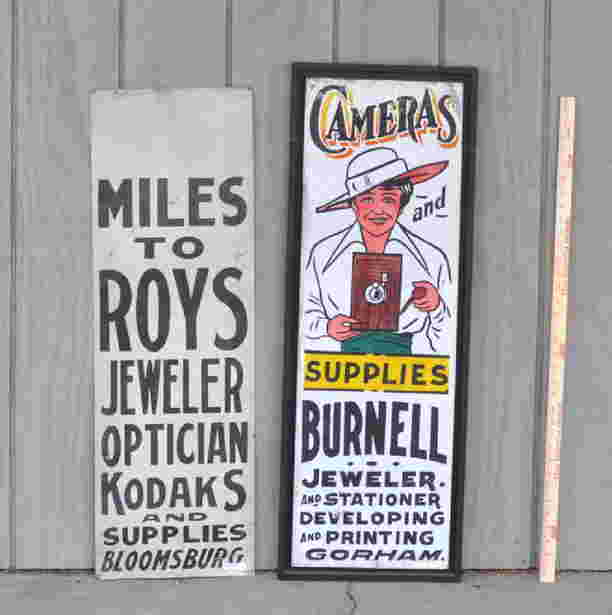 MILES
TO
ROYS
JEWELER
OPTICIAN
KODAKS
AND
SUPPLIES
BLOOMSBURG
CAMERAS
and
SUPPLIES
BURNELL
JEWELER.
AND STATIONER
DEVELOPING
AND PRINTING
GORHAM.